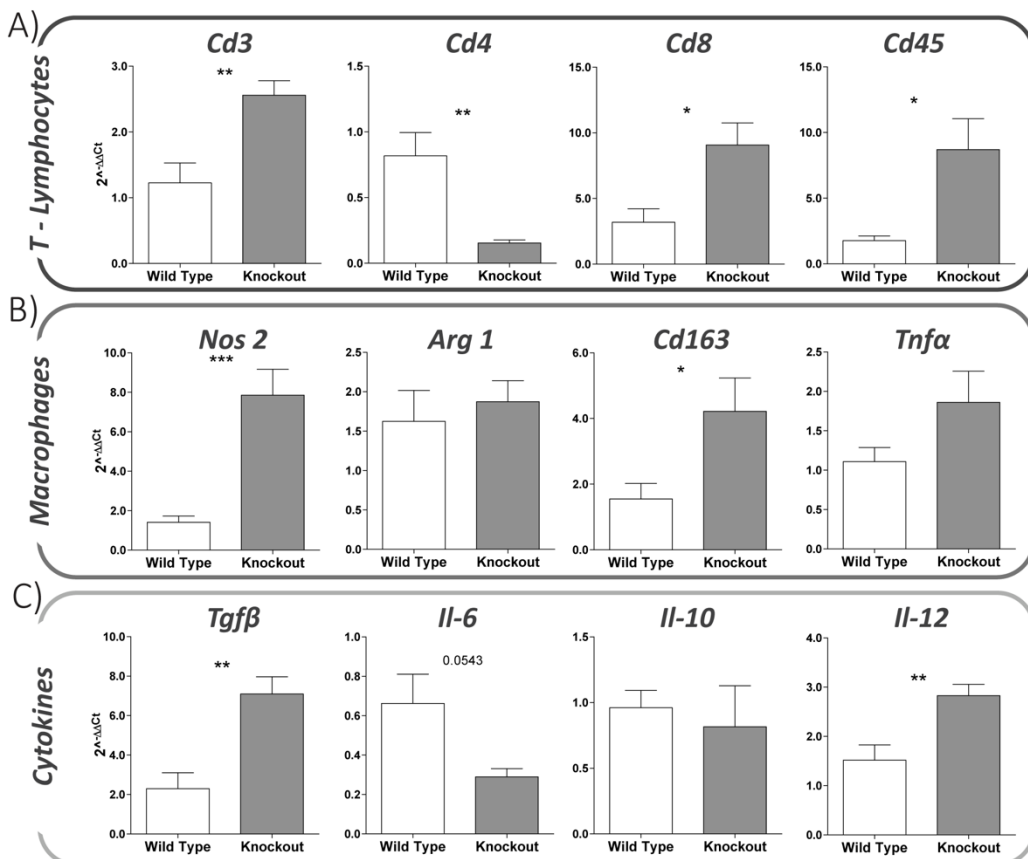 A)
T - Lymphocytes
Cd3
Cd4
Cd8
Cd45
2^-ΔΔCt
3.0
2.0
1.0
0.0
**
Wild Type Knockout
1.5
1.0
0.5
0.0
**
Wild Type Knockout
15.0
10.0
5.0
0.0
*
Wild Type Knockout
15.0
10.0
5.0
0.0
*
Wild Type Knockout
B)
Macrophages
Nos 2
Arg 1
Cd163
Tnfα
2^-ΔΔCt
10.0
8.0
6.0
4.0
2.0
0.0
***
Wild Type Knockout
2.5
2.0
1.5
1.0
0.5
0.0
Wild Type Knockout
6.0
4.0
2.0
0.0
*
Wild Type Knockout
2.5
2.0
1.5
1.0
0.5
0.0
Wild Type Knockout
C)
Cytokines
Tgfβ
Il-6
Il-10
Il-12
2^-ΔΔCt
10.0
8.0
6.0
4.0
2.0
0.0
**
Wild Type Knockout
1.0
0.8
0.6
0.4
0.2
0.0
0.0543
Wild Type Knockout
1.5
1.0
0.5
0.0
Wild Type Knockout
4.0
3.0
2.0
1.0
0.0
**
Wild Type Knockout